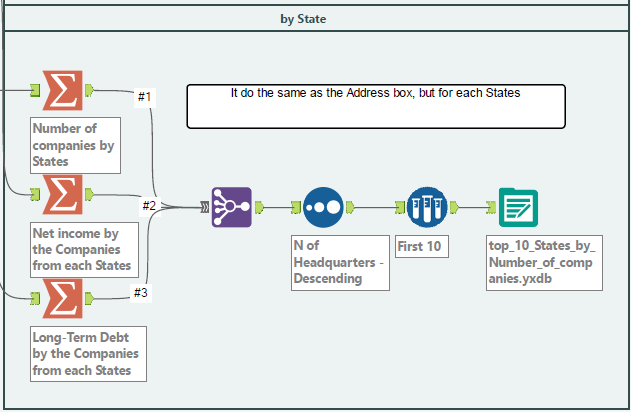 by State
It do the same as the Address box, but for each States
#1
Number of
companies by
States
#2
Net income by
the Companies
from each States
N of
Headquarters -
Descending
First 10
top_10_States_by_
Number_of_comp
anies.yxdb
#3
Long-Term Debt
by the Companies
from each States